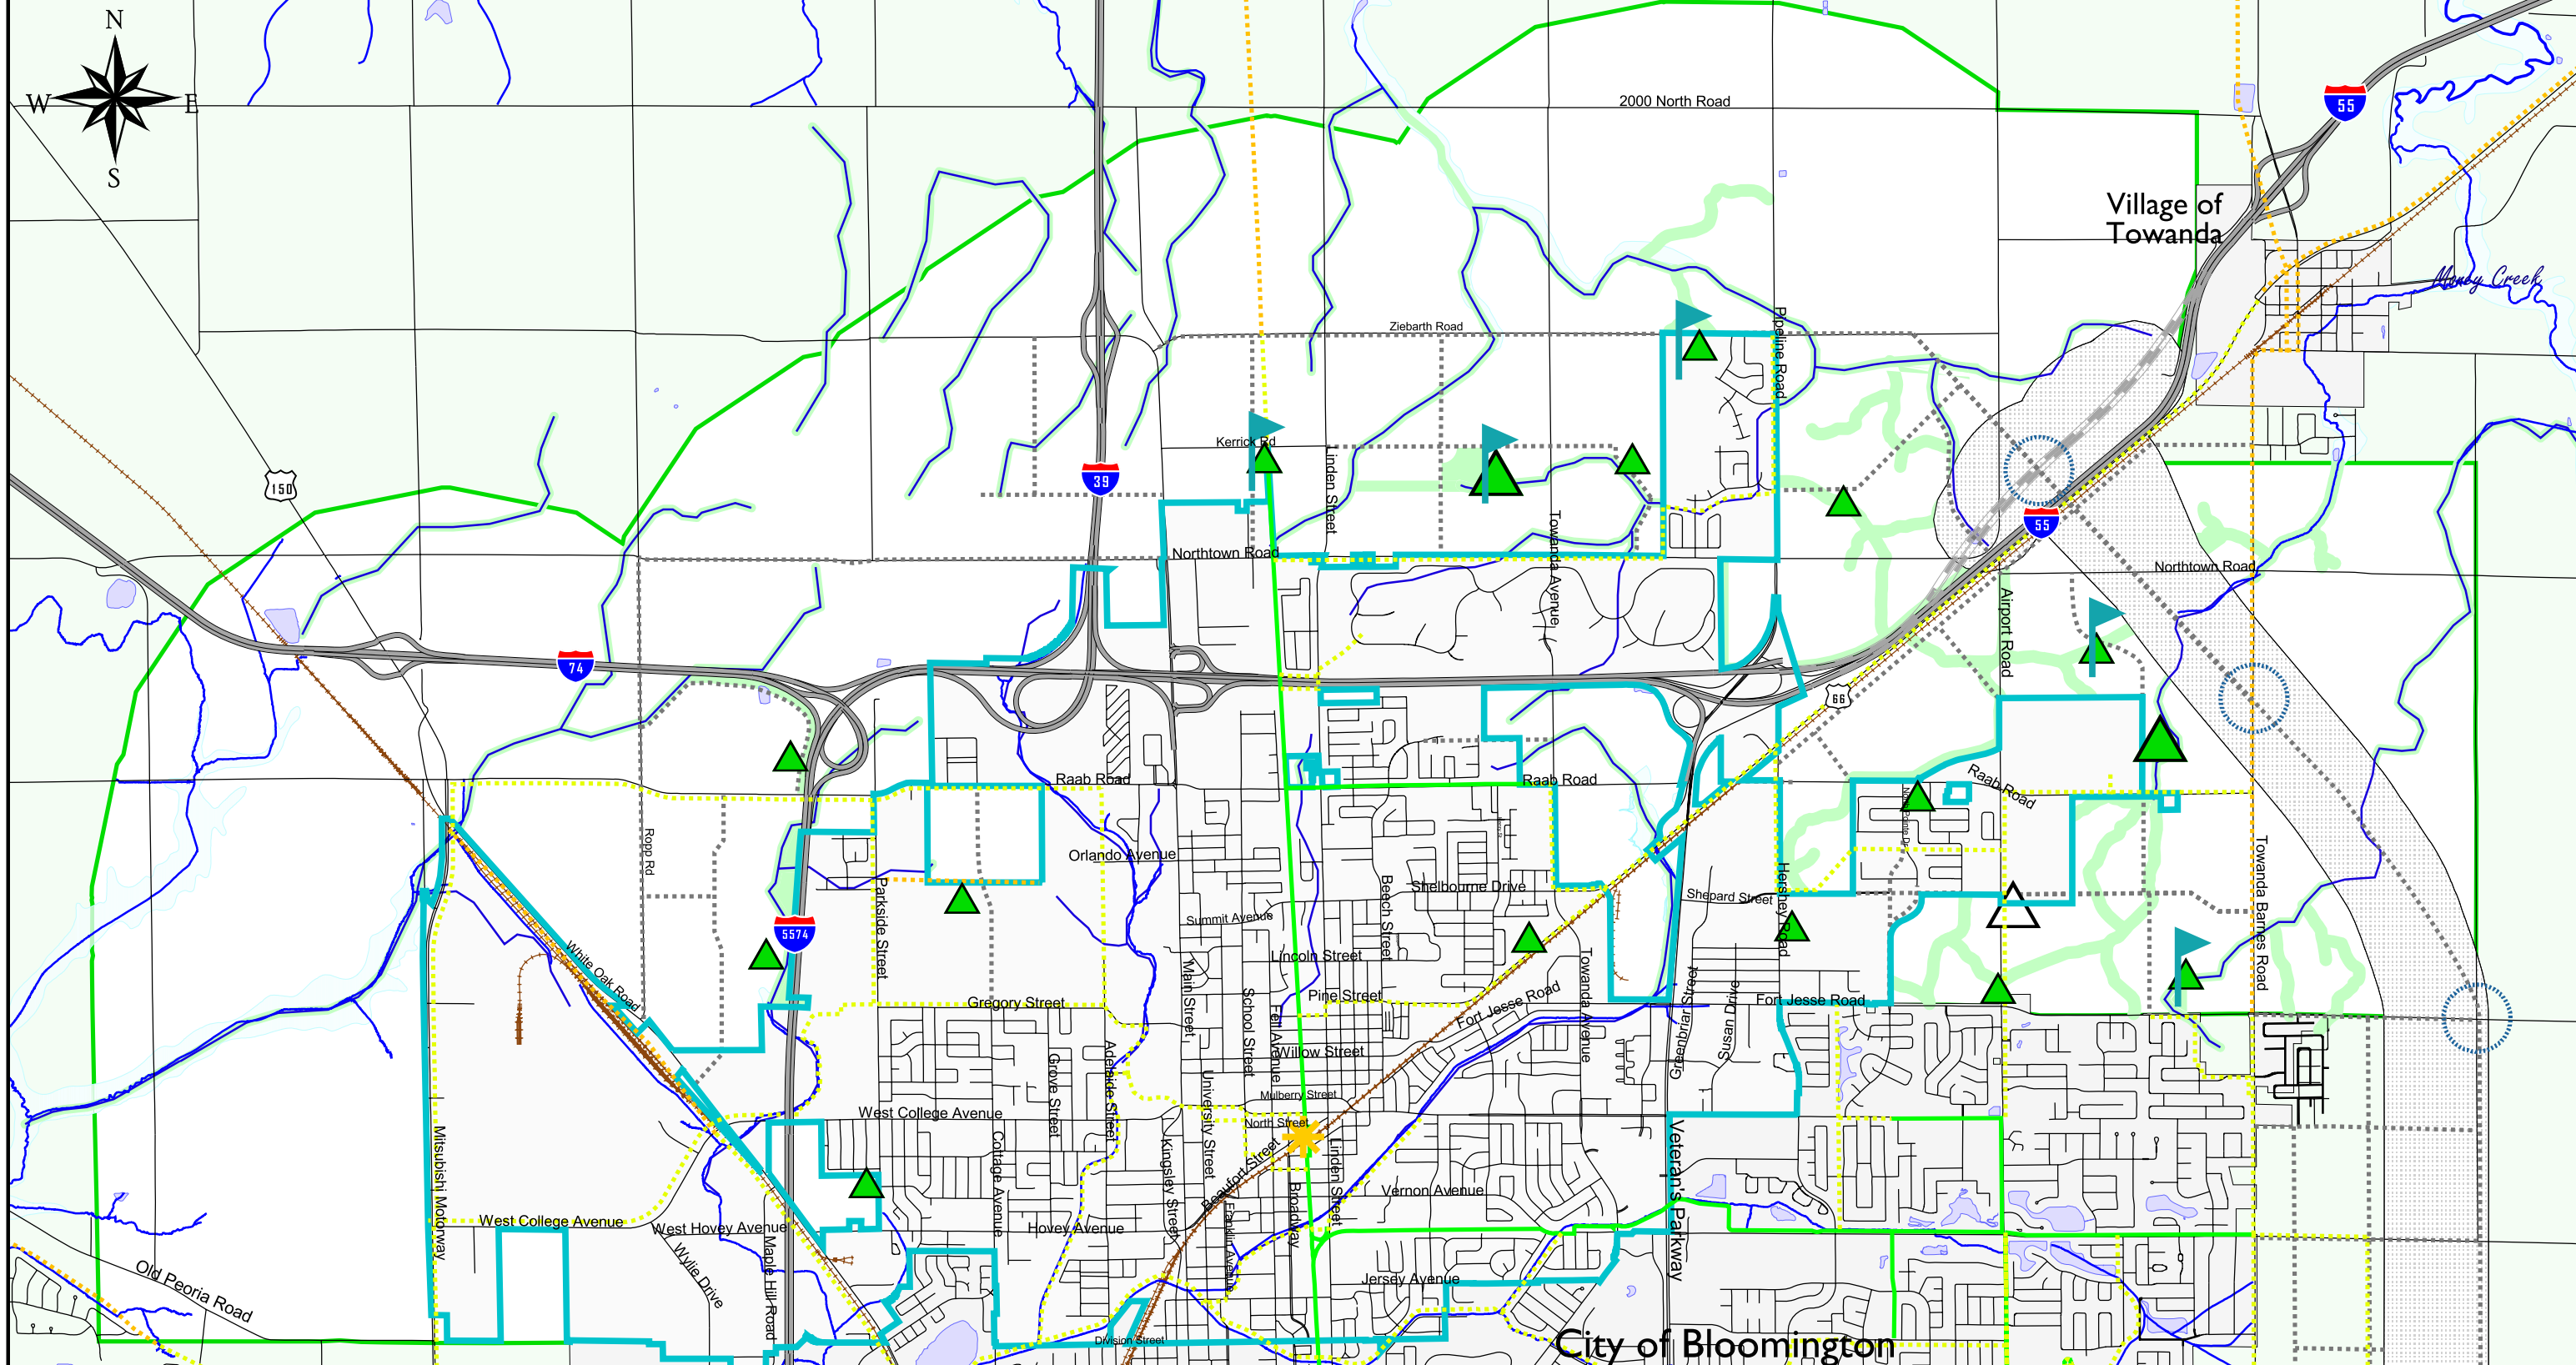 N
W
E
S
2000 North Road
55
Village of
Towanda
Money Creek
Ziebarth Road
Pipeline Road
Kerrick Rd
Linden Street
150
39
Towanda Avenue
55
Northtown Road
Northtown Road
Airport Road
74
66
Raab Road
Raab Road
Raab Road
Ropp Rd
Orlando Avenue
Shelbourne Drive
Beech Street
Hershey Road
Shepard Street
Towanda Barnes Road
Parkside Street
Summit Avenue
5574
White Oak Road
Lincoln Street
Main Street
School Street
Fell Avenue
Pine Street
Gregory Street
Fort Jesse Road
Fort Jesse Road
Towanda Avenue
Greenbriar Street
Susan Drive
Willow Street
Grove Street
Adelaide Street
University Street
Mulberry Street
West College Avenue
North Street
Mitsubishi Motorway
Cottage Avenue
Kingsley Street
Beaufort Street
Linden Street
Veteran's Parkway
Vernon Avenue
Broadway
Franklin Avenue
West College Avenue
West Hovey Avenue
Hovey Avenue
Maple Hill Road
Wylie Drive
Old Peoria Road
Jersey Avenue
Division Street
City of Bloomington